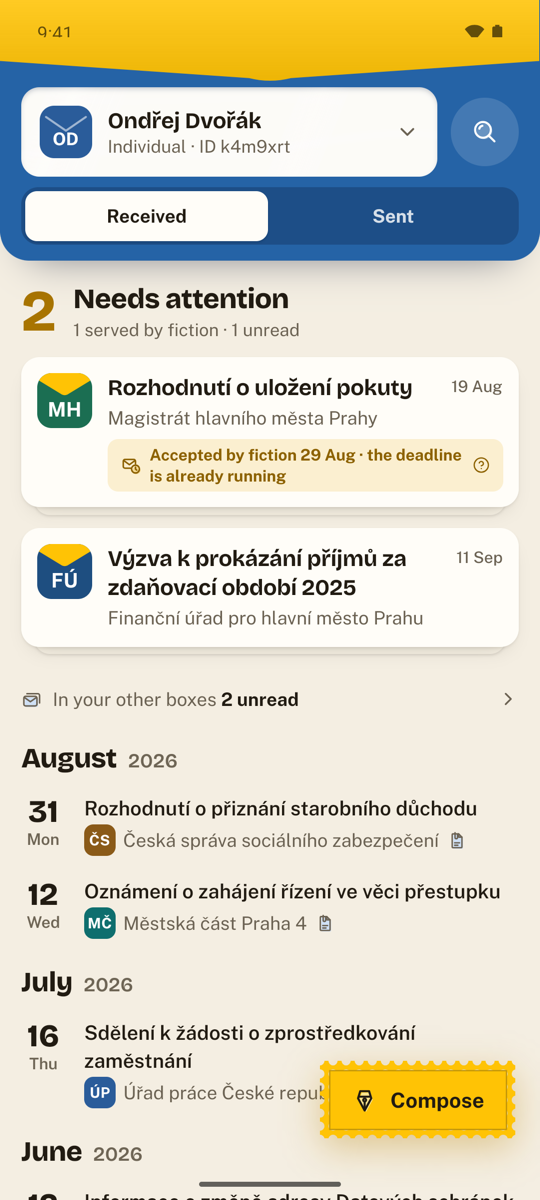 9:41
Ondřej Dvořák
OD
Individual · ID k4m9xrt
Received
Sent
2
Needs attention
1 served by fiction · 1 unread
MH
Rozhodnutí o uložení pokuty
19 Aug
Magistrát hlavního města Prahy
Accepted by fiction 29 Aug · the deadline
is already running
FÚ
Výzva k prokázání příjmů za
11 Sep
zdaňovací období 2025
Finanční úřad pro hlavní město Prahu
In your other boxes 2 unread
August 2026
31
Mon
Rozhodnutí o přiznání starobního důchodu
ČS
Česká správa sociálního zabezpečení
12
Wed
Oznámení o zahájení řízení ve věci přestupku
MČ
Městská část Praha 4
July 2026
16
Thu
Sdělení k žádosti o zprostředkování
zaměstnání
ÚP
Úřad práce České
Compose
June 2026